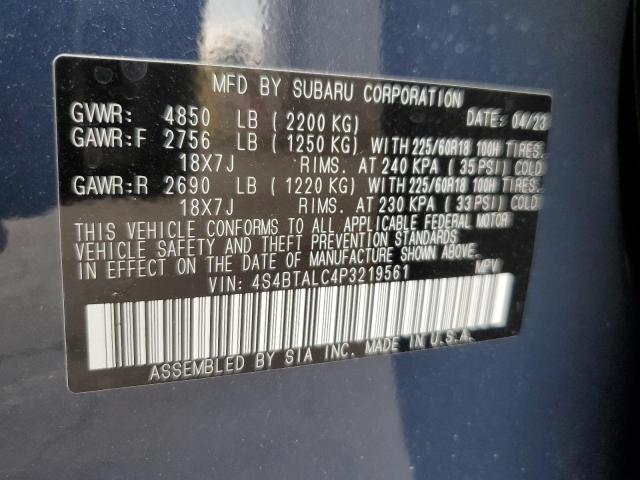 MFD BY SUBARU CORPORATION DATE: 04/23
GVWR: 4850 LB (2200 KG)
GAWR:F 2756 LB (1250 KG) WITH 225/60R18 100H TIRES.
18X7J RIMS. AT 240 KPA (35 PSI) COLD
GAWR:R 2690 LB (1220 KG) WITH 225/60R18 100H TIRES.
18X7J RIMS. AT 230 KPA (33 PSI) COLD
THIS VEHICLE CONFORMS TO ALL APPLICABLE FEDERAL MOTOR
VEHICLE SAFETY AND THEFT PREVENTION STANDARDS
IN EFFECT ON THE DATE OF MANUFACTURE SHOWN ABOVE.
VIN: 4S4BTALC4P3219561 MPV
ASSEMBLED BY SIA INC. MADE IN U.S.A.